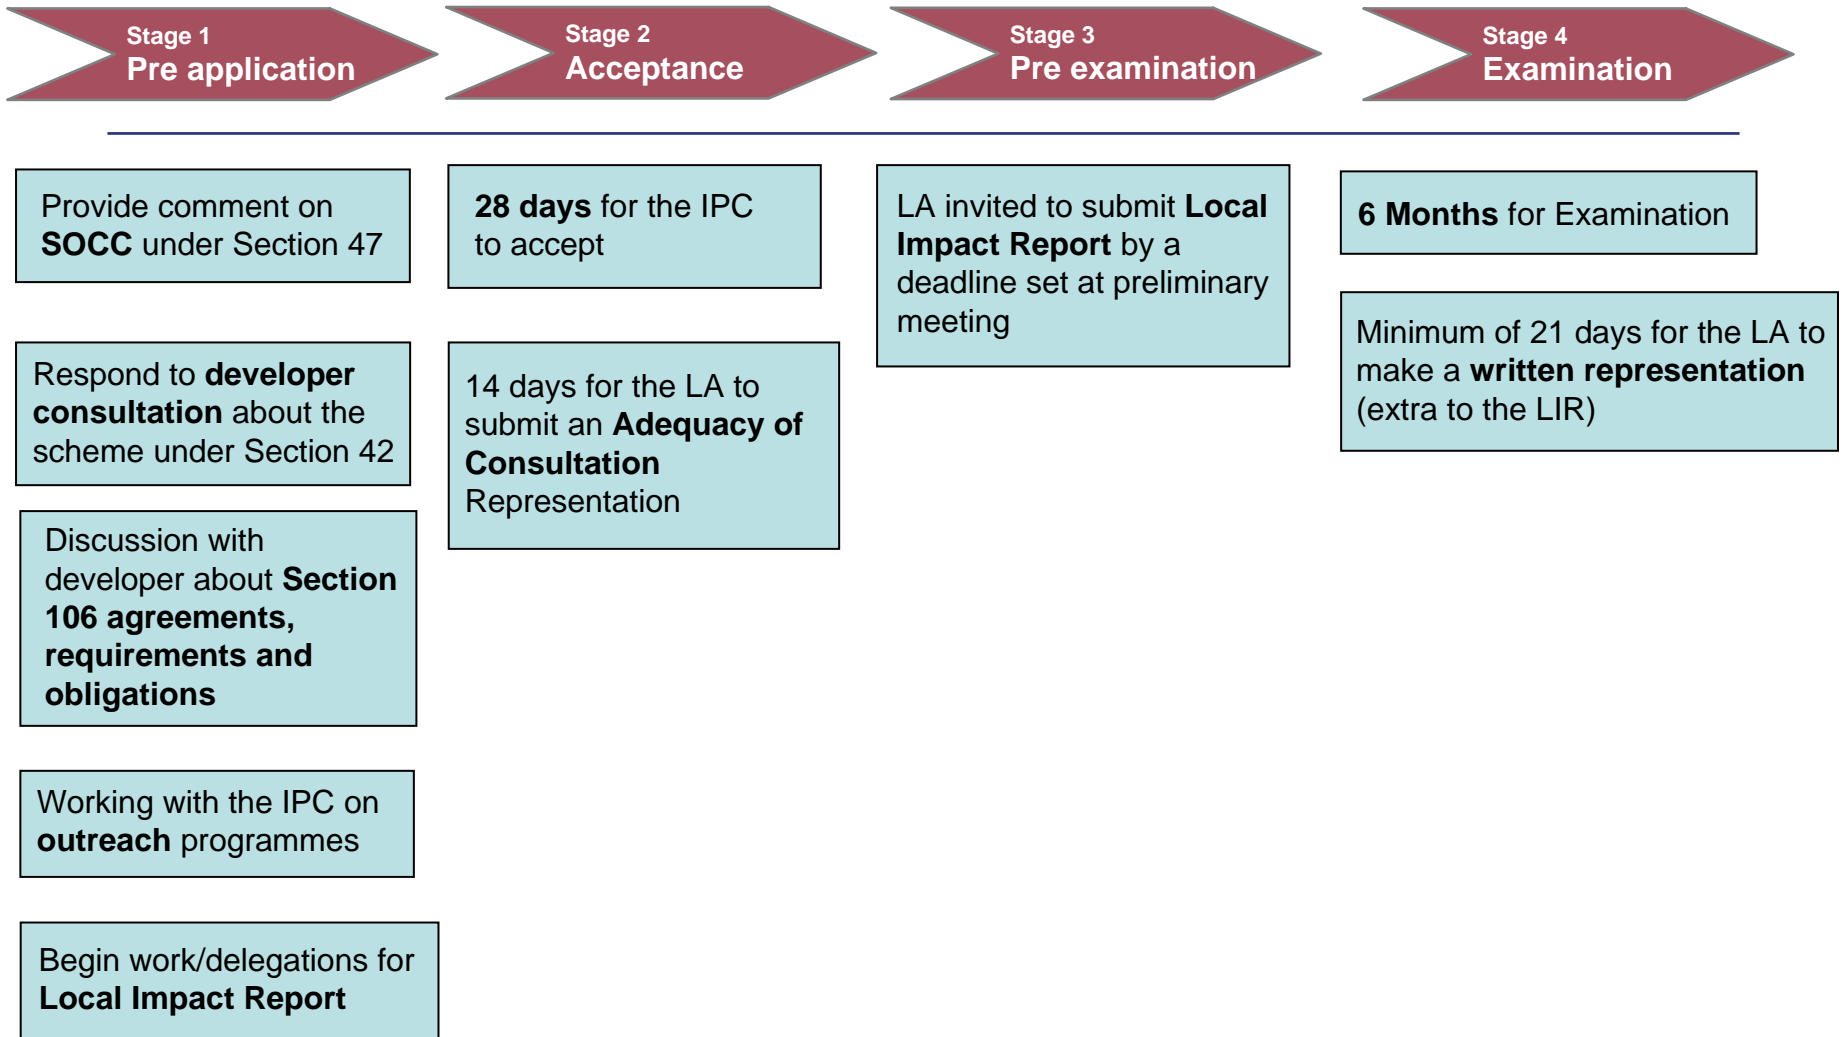 Stage 1
Pre application
Stage 2
Acceptance
Stage 3
Pre examination
Stage 4
Examination
Provide comment on
SOCC under Section 47
Respond to developer
consultation about the
scheme under Section 42
Discussion with
developer about Section
106 agreements,
requirements and
obligations
Working with the IPC on
outreach programmes
Begin work/delegations for
Local Impact Report
28 days for the IPC
to accept
14 days for the LA to
submit an Adequacy of
Consultation
Representation
LA invited to submit Local
Impact Report by a
deadline set at preliminary
meeting
6 Months for Examination
Minimum of 21 days for the LA to
make a written representation
(extra to the LIR)